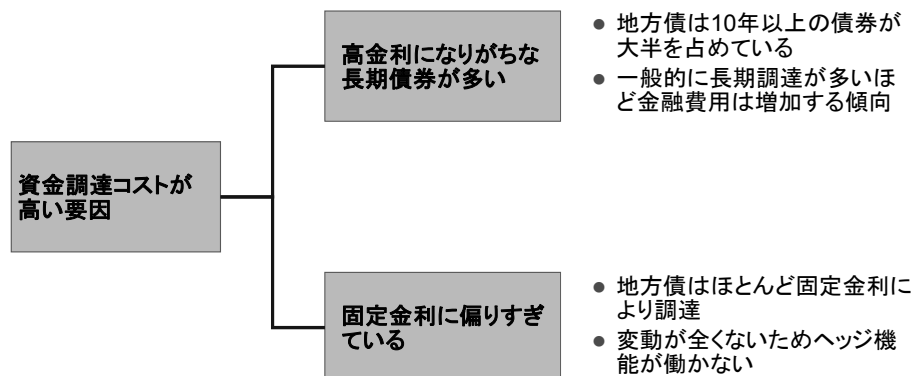 資金調達コストが
高い要因
高金利になりがちな
長期債券が多い
● 地方債は10年以上の債券が
大半を占めている
● 一般的に長期調達が多いほ
ど金融費用は増加する傾向
固定金利に偏りすぎ
ている
● 地方債はほとんど固定金利に
より調達
● 変動が全くないためヘッジ機
能が働かない